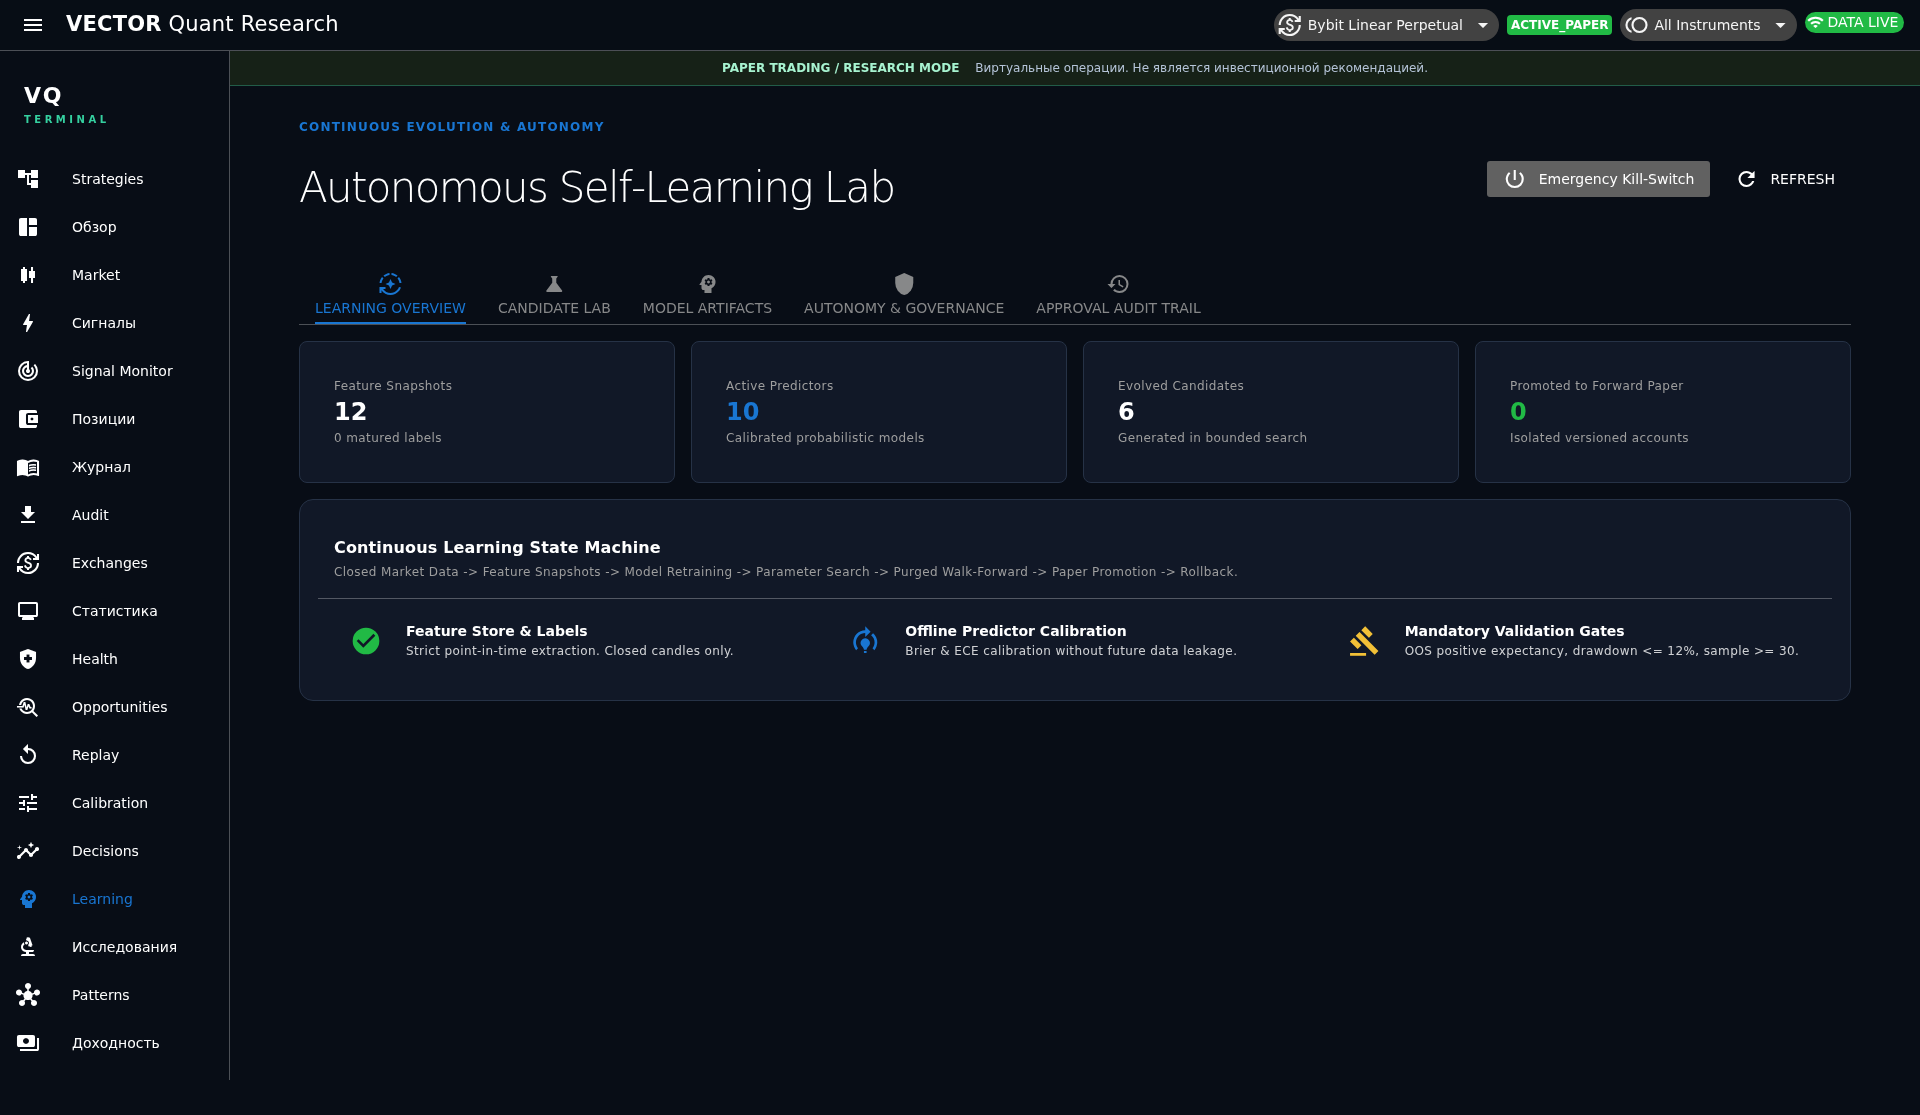 VECTOR Quant Research
Bybit Linear Perpetual
ACTIVE_PAPER
All Instruments
DATA LIVE
PAPER TRADING / RESEARCH MODE Виртуальные операции. Не является инвестиционной рекомендацией.
VQ
TERMINAL
Strategies
Обзор
Market
Сигналы
Signal Monitor
Позиции
Журнал
Audit
Exchanges
Статистика
Health
Opportunities
Replay
Calibration
Decisions
Learning
Исследования
Patterns
Доходность
CONTINUOUS EVOLUTION & AUTONOMY
Autonomous Self-Learning Lab
Emergency Kill-Switch
REFRESH
LEARNING OVERVIEW
CANDIDATE LAB
MODEL ARTIFACTS
AUTONOMY & GOVERNANCE
APPROVAL AUDIT TRAIL
Feature Snapshots
12
0 matured labels
Active Predictors
10
Calibrated probabilistic models
Evolved Candidates
6
Generated in bounded search
Promoted to Forward Paper
0
Isolated versioned accounts
Continuous Learning State Machine
Closed Market Data -> Feature Snapshots -> Model Retraining -> Parameter Search -> Purged Walk-Forward -> Paper Promotion -> Rollback.
Feature Store & Labels
Strict point-in-time extraction. Closed candles only.
Offline Predictor Calibration
Brier & ECE calibration without future data leakage.
Mandatory Validation Gates
OOS positive expectancy, drawdown <= 12%, sample >= 30.